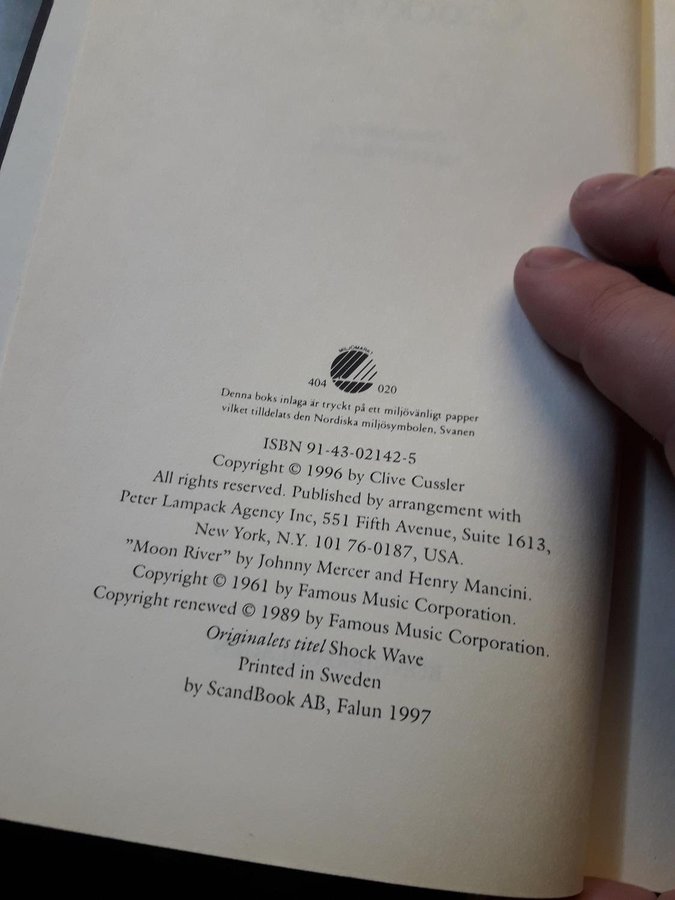 MILJÖMÄRKT
404 020
Denna boks inlaga är tryckt på ett miljövänligt papper
vilket tilldelats den Nordiska miljösymbolen, Svanen
ISBN 91-43-02142-5
Copyright © 1996 by Clive Cussler
All rights reserved. Published by arrangement with
Peter Lampack Agency Inc, 551 Fifth Avenue, Suite 1613,
New York, N.Y. 101 76-0187, USA.
”Moon River” by Johnny Mercer and Henry Mancini.
Copyright © 1961 by Famous Music Corporation.
Copyright renewed © 1989 by Famous Music Corporation.
Originalets titel Shock Wave
Printed in Sweden
by ScandBook AB, Falun 1997